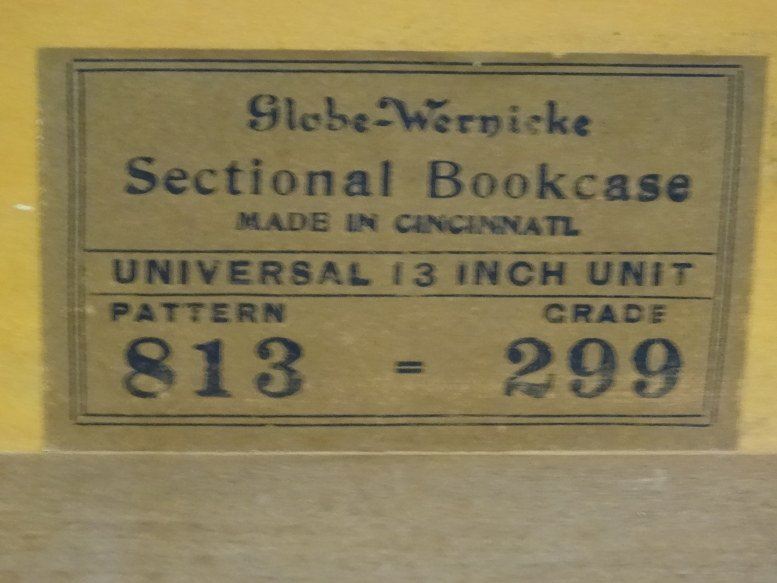 Globe-Wernicke
Sectional Bookcase
MADE IN CINCINNATI.
UNIVERSAL 13 INCH UNIT
PATTERN GRADE
813 = 299